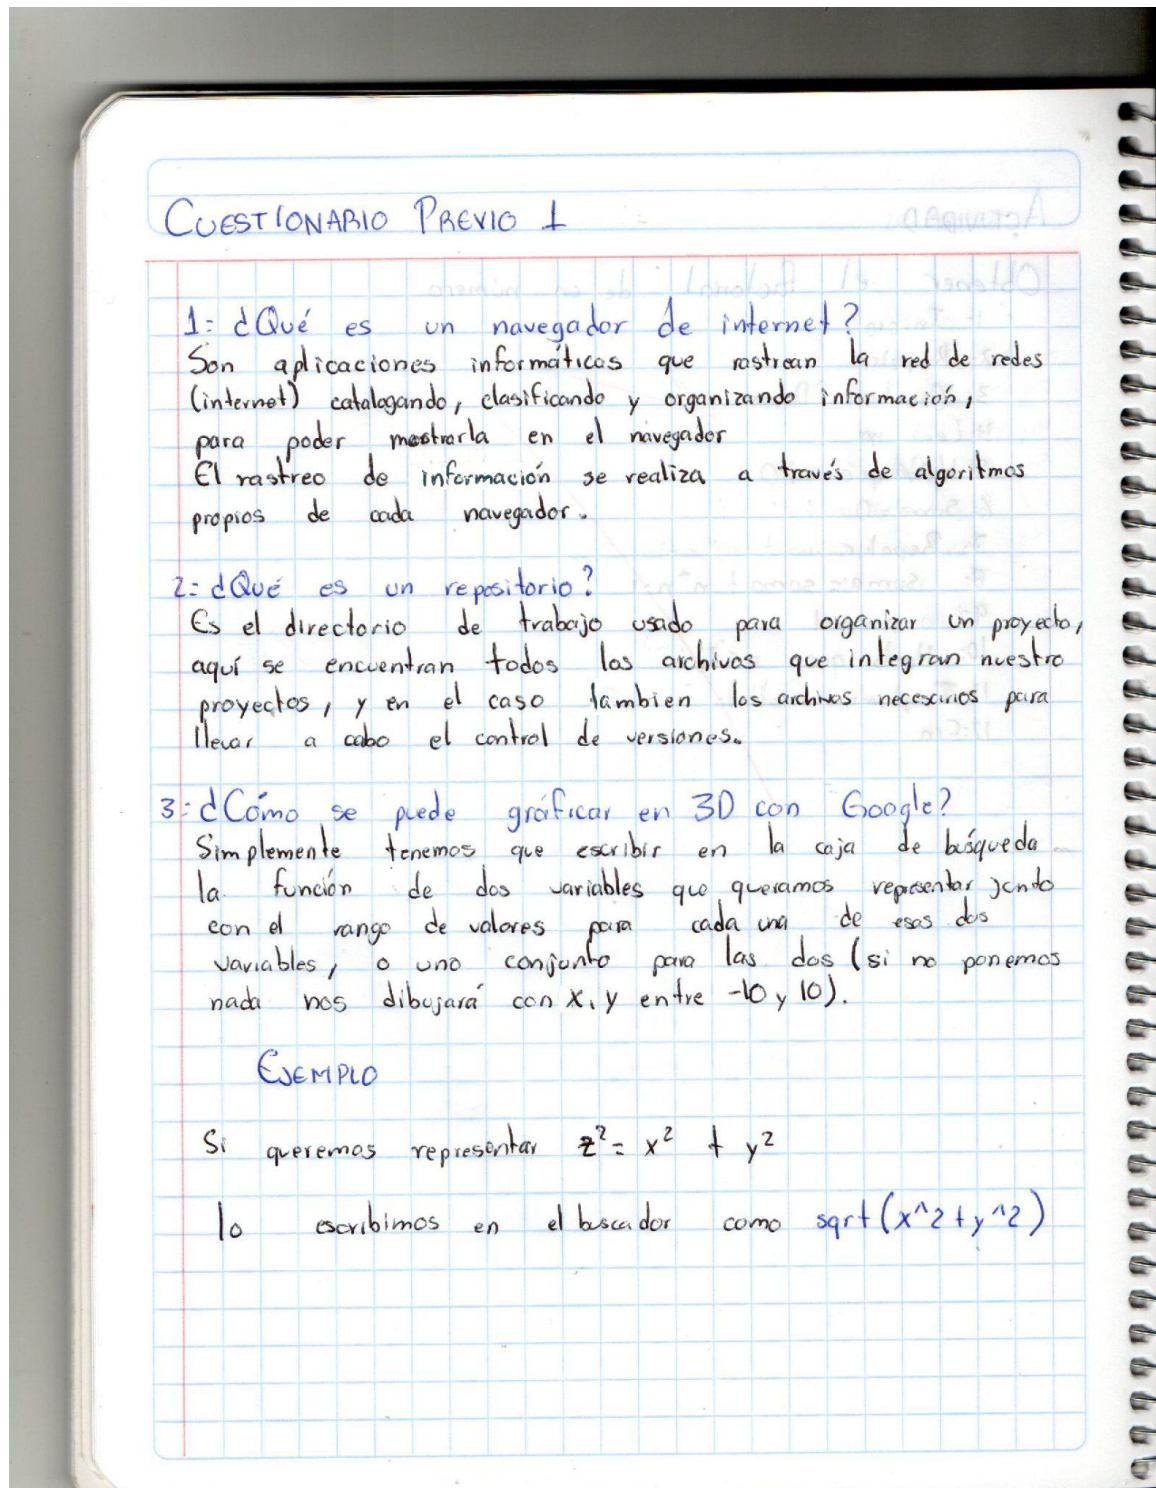 CUESTIONARIO PREVIO 1
1: ¿Qué es un navegador de internet?
Son aplicaciones informáticas que rastrean la red de redes
(internet) catalogando, clasificando y organizando información,
para poder mostrarla en el navegador
El rastreo de información se realiza a través de algoritmos
propios de cada navegador.
2: ¿Qué es un repositorio?
Es el directorio de trabajo usado para organizar un proyecto,
aquí se encuentran todos los archivos que integran nuestro
proyectos, y en el caso tambien los archivos necesarios para
llevar a cabo el control de versiones.
3: ¿Cómo se puede gráficar en 3D con Google?
Simplemente tenemos que escribir en la caja de búsqueda
la función de dos variables que queramos representar junto
con el rango de valores para cada una de esas dos
variables, o uno conjunto para las dos (si no ponemos
nada nos dibujará con x, y entre -10 y 10).
EJEMPLO
Si queremos representar z² = x² + y²
lo escribimos en el buscador como sqrt(x^2+y^2)